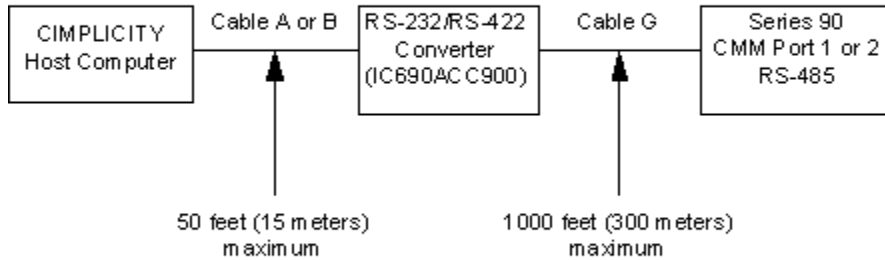 CIMPLICITY
Host Computer
Cable A or B
RS-232/RS-422
Converter
(IC690ACC900)
Cable G
Series 90
CMM Port 1 or 2
RS-485
50 feet (15 meters)
maximum
1000 feet (300 meters)
maximum